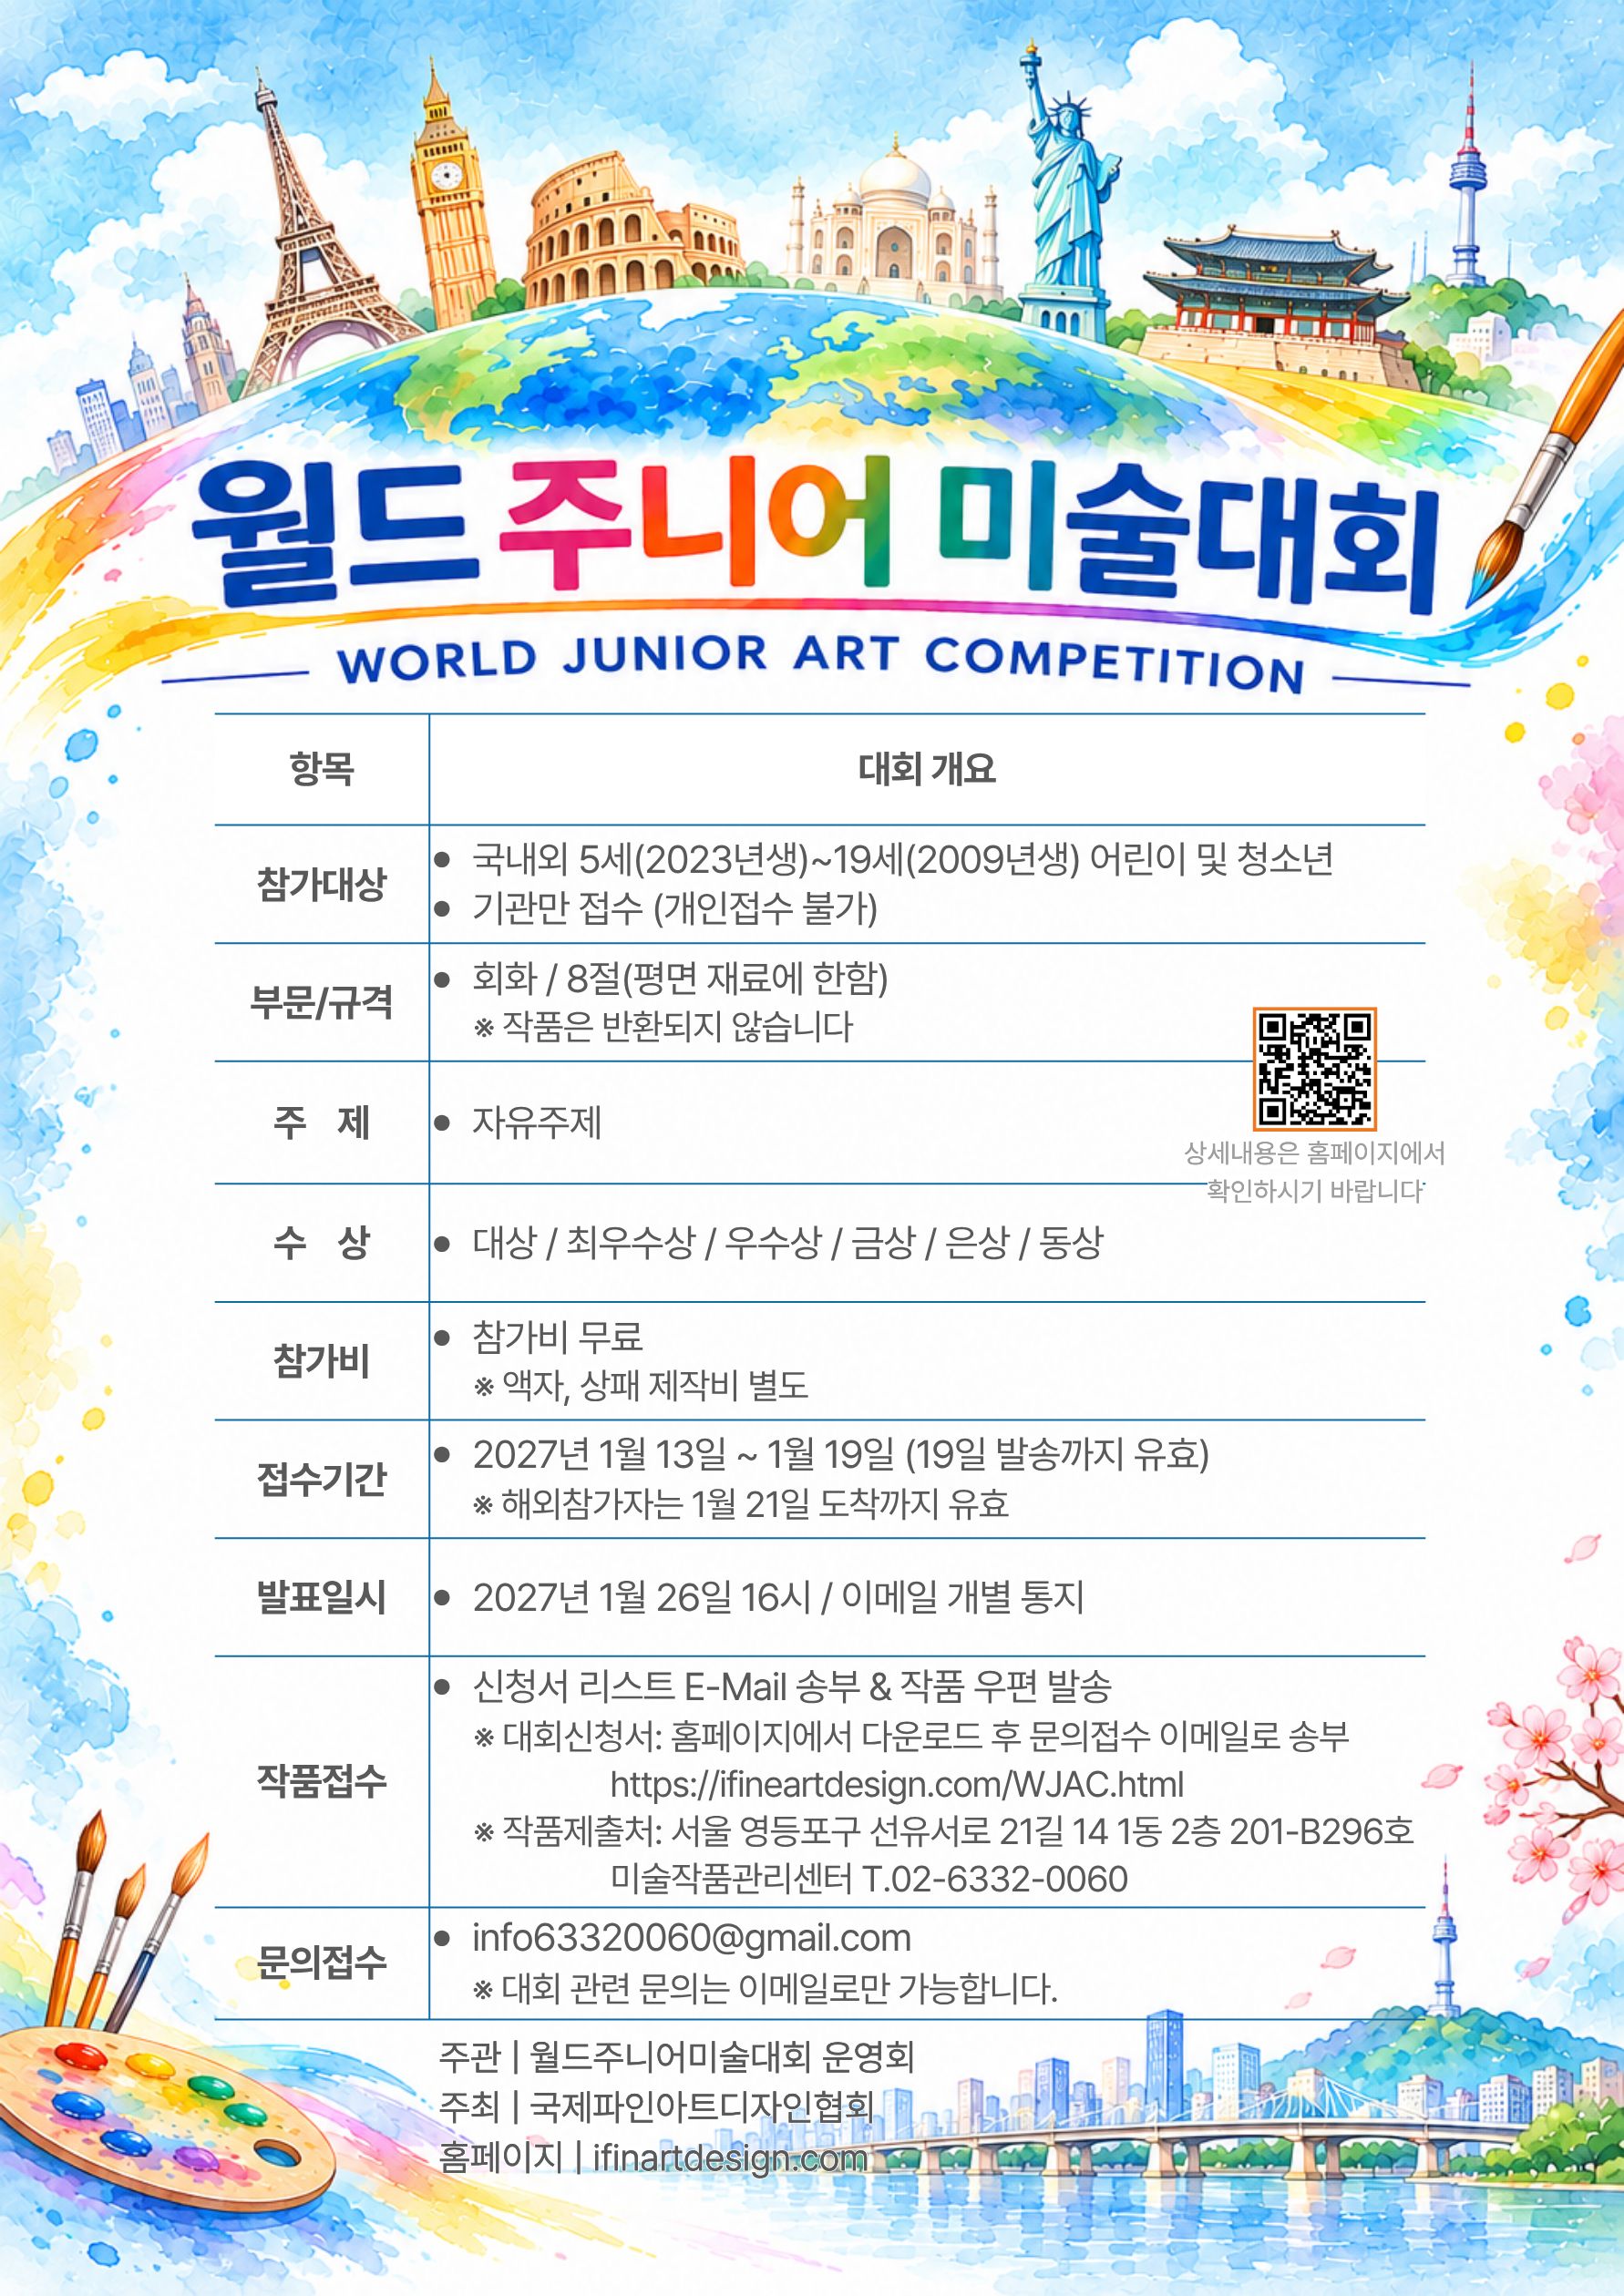 월드 주니어 미술대회
WORLD JUNIOR ART COMPETITION
항목
대회 개요
참가대상
● 국내외 5세(2023년생)~19세(2009년생) 어린이 및 청소년
● 기관만 접수 (개인접수 불가)
부문/규격
● 회화 / 8절(평면 재료에 한함)
※ 작품은 반환되지 않습니다
주 제
● 자유주제
상세내용은 홈페이지에서
확인하시기 바랍니다
수 상
● 대상 / 최우수상 / 우수상 / 금상 / 은상 / 동상
참가비
● 참가비 무료
※ 액자, 상패 제작비 별도
접수기간
● 2027년 1월 13일 ~ 1월 19일 (19일 발송까지 유효)
※ 해외참가자는 1월 21일 도착까지 유효
발표일시
● 2027년 1월 26일 16시 / 이메일 개별 통지
작품접수
● 신청서 리스트 E-Mail 송부 & 작품 우편 발송
※ 대회신청서: 홈페이지에서 다운로드 후 문의접수 이메일로 송부
https://ifineartdesign.com/WJAC.html
※ 작품제출처: 서울 영등포구 선유서로 21길 14 1동 2층 201-B296호
미술작품관리센터 T.02-6332-0060
문의접수
● info63320060@gmail.com
※ 대회 관련 문의는 이메일로만 가능합니다.
주관 | 월드주니어미술대회 운영회
주최 | 국제파인아트디자인협회
홈페이지 | ifinartdesign.com